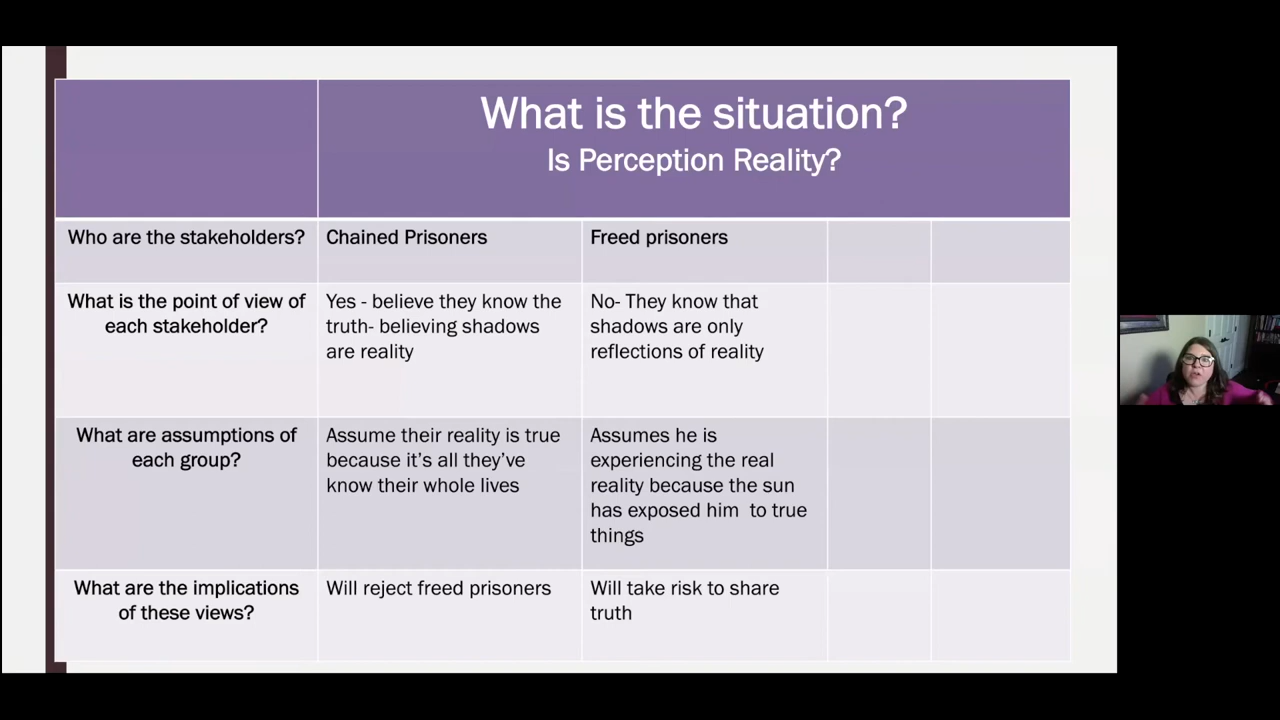 What is the situation?
Is Perception Reality?
Who are the stakeholders?
Chained Prisoners
Freed prisoners
What is the point of view of
each stakeholder?
Yes - believe they know the
truth- believing shadows
are reality
No- They know that
shadows are only
reflections of reality
What are assumptions of
each group?
Assume their reality is true
because it's all they've
know their whole lives
Assumes he is
experiencing the real
reality because the sun
has exposed him  to true
things
What are the implications
of these views?
Will reject freed prisoners
Will take risk to share
truth